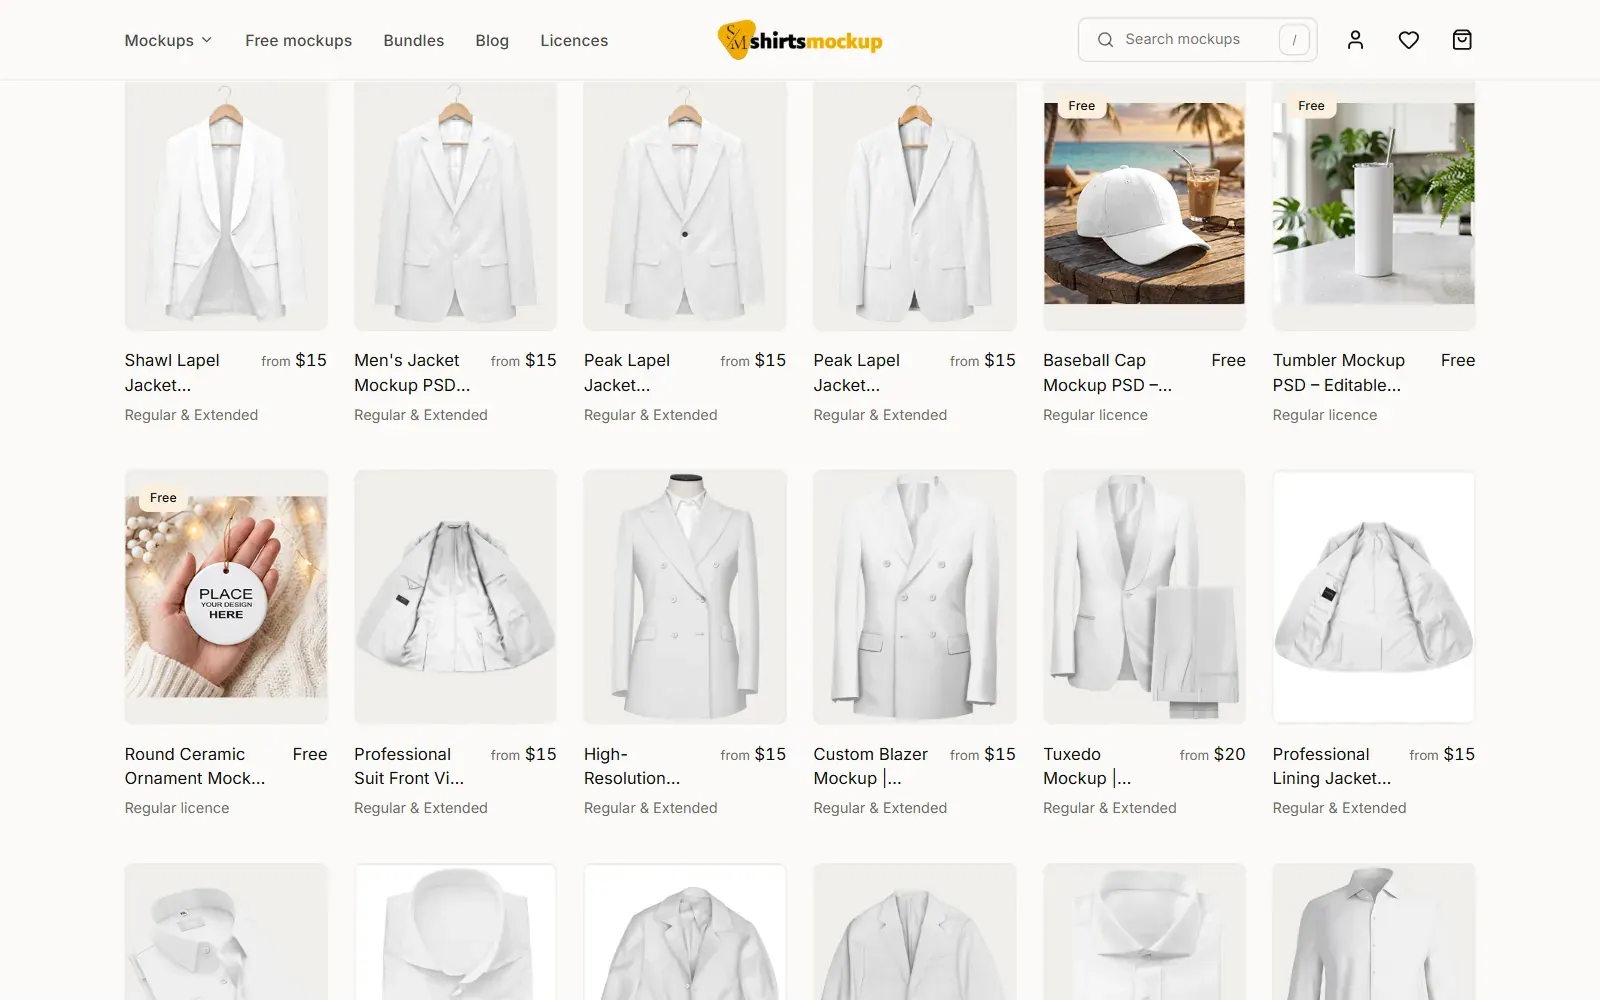 Mockups
Free mockups
Bundles
Blog
Licences
SM shirtsmockup
Search mockups
/
Free
Free
Shawl Lapel Jacket...
from $15
Regular & Extended
Men's Jacket Mockup PSD...
from $15
Regular & Extended
Peak Lapel Jacket...
from $15
Regular & Extended
Peak Lapel Jacket...
from $15
Regular & Extended
Baseball Cap Mockup PSD –...
Free
Regular licence
Tumbler Mockup PSD – Editable...
Free
Regular licence
Free
PLACE
YOUR DESIGN
HERE
Round Ceramic Ornament Mock...
Free
Regular licence
Professional Suit Front Vi...
from $15
Regular & Extended
High-Resolution...
from $15
Regular & Extended
Custom Blazer Mockup |...
from $15
Regular & Extended
Tuxedo Mockup |...
from $20
Regular & Extended
Professional Lining Jacket...
from $15
Regular & Extended